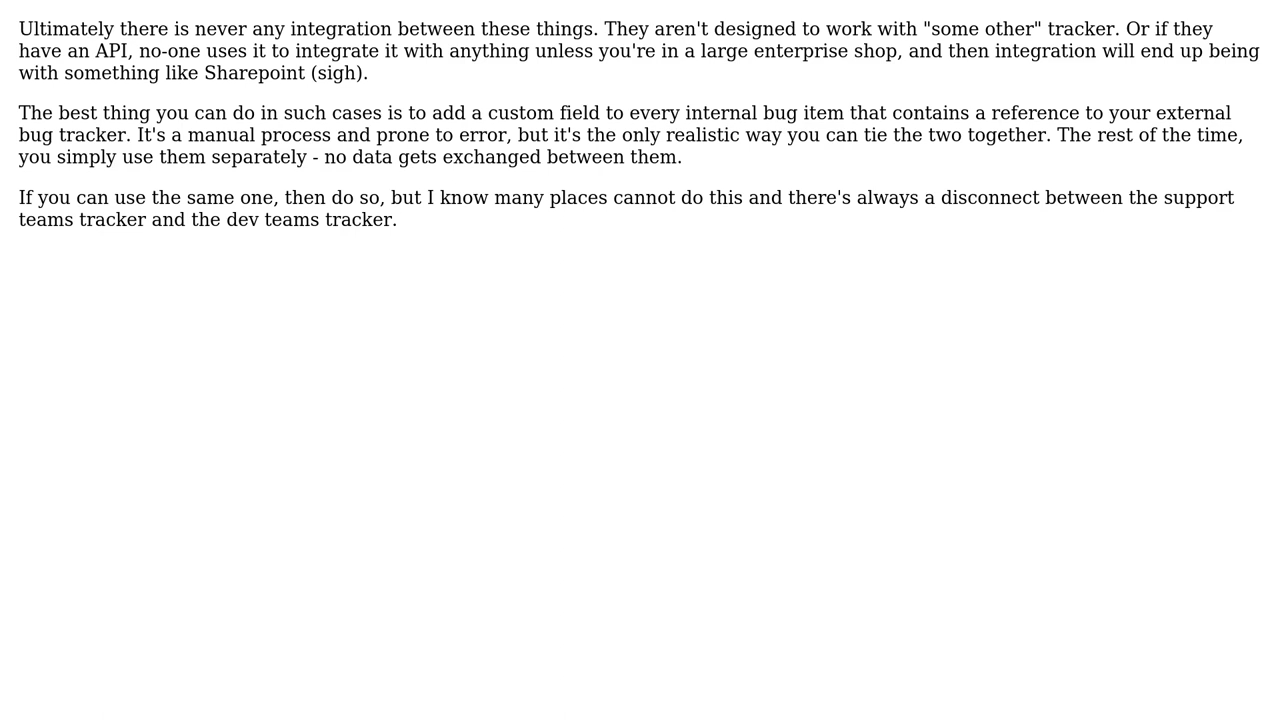 Ultimately there is never any integration between these things. They aren't designed to work with "some other" tracker. Or if they
have an API, no-one uses it to integrate it with anything unless you're in a large enterprise shop, and then integration will end up being
with something like Sharepoint (sigh).
The best thing you can do in such cases is to add a custom field to every internal bug item that contains a reference to your external
bug tracker. It's a manual process and prone to error, but it's the only realistic way you can tie the two together. The rest of the time,
you simply use them separately - no data gets exchanged between them.
If you can use the same one, then do so, but I know many places cannot do this and there's always a disconnect between the support
teams tracker and the dev teams tracker.